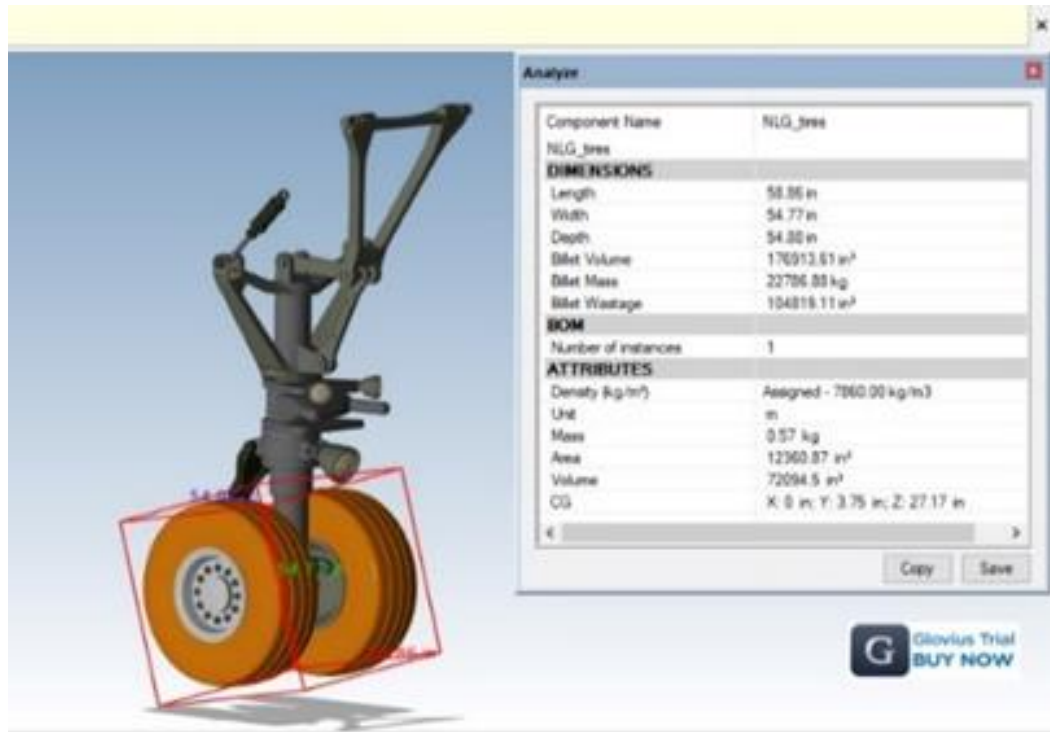 Analyze
Component Name NLG_tires
NLG_tires
DIMENSIONS
Length 58.86 in
Width 54.77 in
Depth 54.88 in
Billet Volume 176913.61 in³
Billet Mass 22786.88 kg
Billet Wastage 104819.11 in³
BOM
Number of instances 1
ATTRIBUTES
Density (kg/m³) Assigned - 7860.00 kg/m3
Unit m
Mass 0.57 kg
Area 12360.87 in²
Volume 72094.5 in³
CG X: 0 in; Y: 3.75 in; Z: 27.17 in
Copy Save
G Glovius Trial
BUY NOW